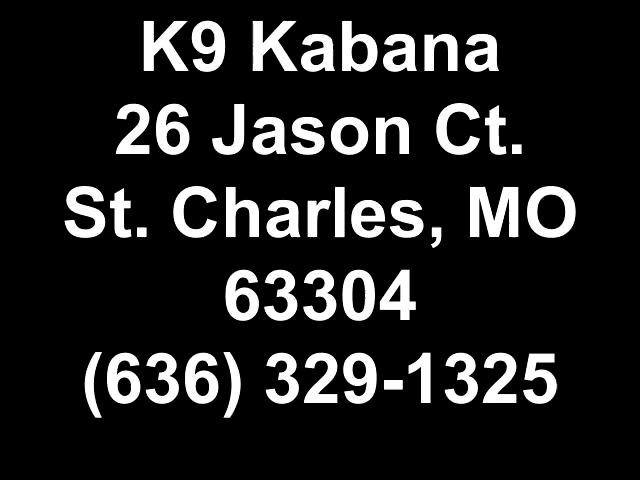 K9 Kabana
26 Jason Ct.
St. Charles, MO
63304
(636) 329-1325